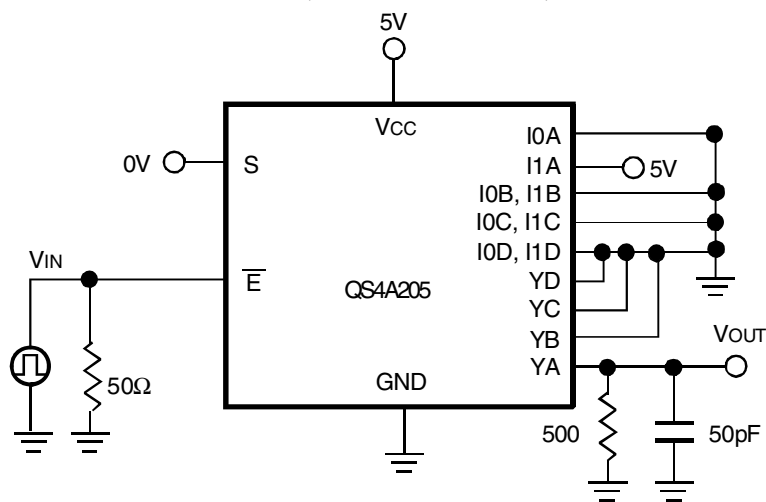 5V
VCC
0V
S
I0A
I1A
5V
I0B, I1B
I0C, I1C
I0D, I1D
VIN
E
QS4A205
YD
YC
YB
YA
VOUT
50Ω
GND
500
50pF